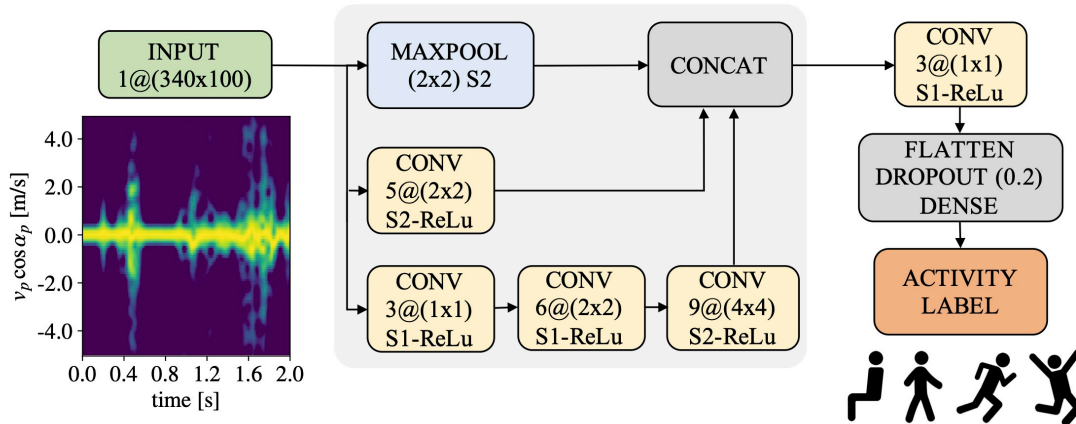 INPUT
1@(340x100)
MAXPOOL
(2x2) S2
CONCAT
CONV
3@(1x1)
S1-ReLu
CONV
5@(2x2)
S2-ReLu
FLATTEN
DROPOUT (0.2)
DENSE
CONV
3@(1x1)
S1-ReLu
CONV
6@(2x2)
S1-ReLu
CONV
9@(4x4)
S2-ReLu
ACTIVITY
LABEL
v_p cos α_p [m/s]
4.0
2.0
0.0
-2.0
-4.0
0.0 0.4 0.8 1.2 1.6 2.0
time [s]